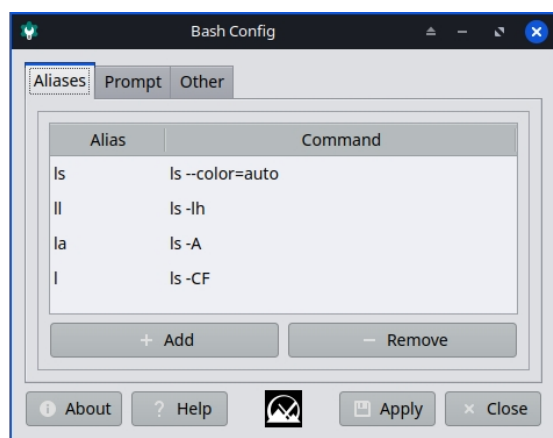 Bash Config
Aliases Prompt Other
Alias Command
ls ls --color=auto
ll ls -lh
la ls -A
l ls -CF
+ Add − Remove
About ? Help Apply × Close